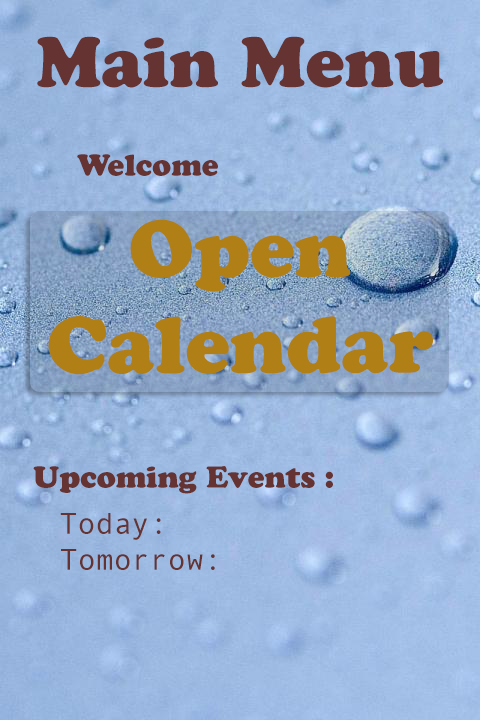 Main Menu
Welcome
Open
Calendar
Upcoming Events :
Today:
Tomorrow: